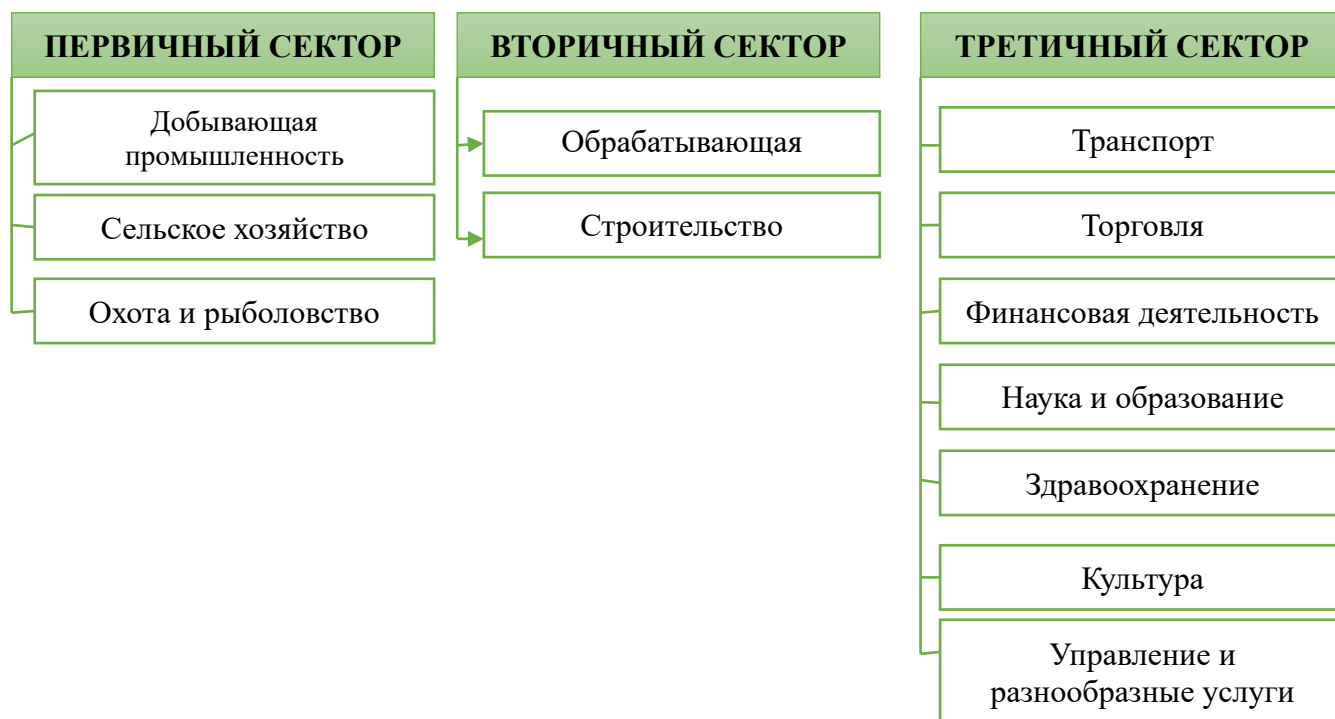 ПЕРВИЧНЫЙ СЕКТОР
Добывающая
промышленность
Сельское хозяйство
Охота и рыболовство
ВТОРИЧНЫЙ СЕКТОР
Обрабатывающая
Строительство
ТРЕТИЧНЫЙ СЕКТОР
Транспорт
Торговля
Финансовая деятельность
Наука и образование
Здравоохранение
Культура
Управление и
разнообразные услуги